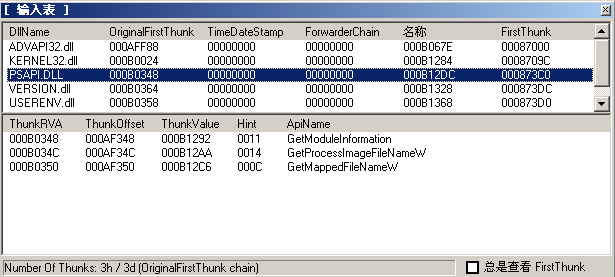 [ 输入表 ]
DllName OriginalFirstThunk TimeDateStamp ForwarderChain 名称 FirstThunk
ADVAPI32.dll 000AFF88 00000000 00000000 000B067E 00087000
KERNEL32.dll 000B0024 00000000 00000000 000B1284 0008709C
PSAPI.DLL 000B0348 00000000 00000000 000B12DC 000873C0
VERSION.dll 000B0364 00000000 00000000 000B1328 000873DC
USERENV.dll 000B0358 00000000 00000000 000B1368 000873D0
ThunkRVA ThunkOffset ThunkValue Hint ApiName
000B0348 000AF348 000B1292 0011 GetModuleInformation
000B034C 000AF34C 000B12AA 0014 GetProcessImageFileNameW
000B0350 000AF350 000B12C6 000C GetMappedFileNameW
Number Of Thunks: 3h / 3d (OriginalFirstThunk chain)
总是查看 FirstThunk